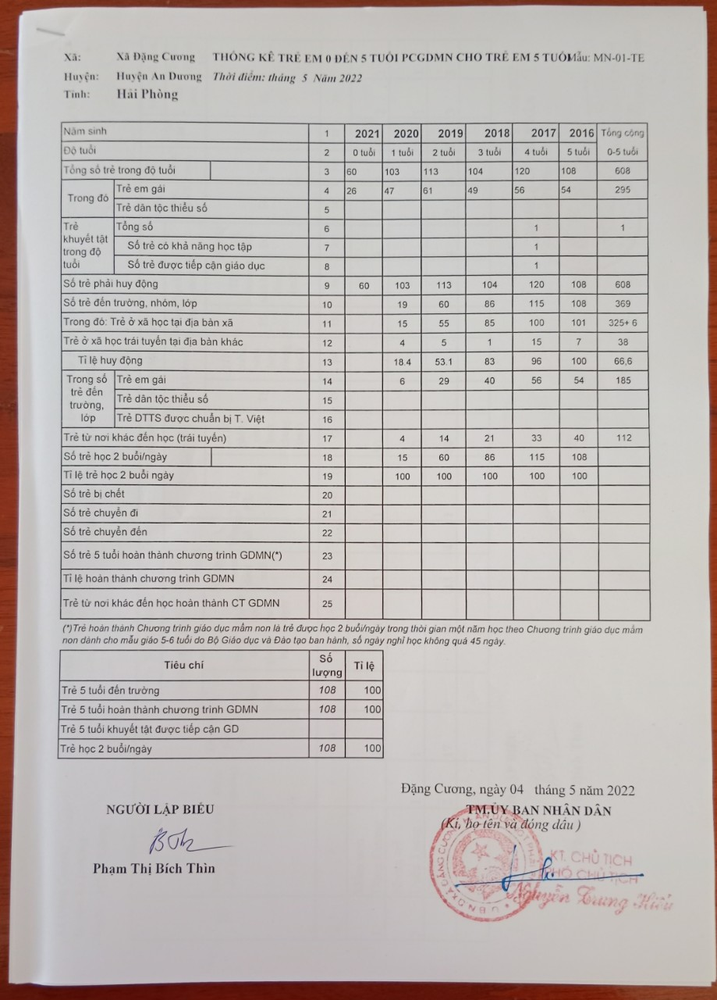 Xã: Xã Đặng Cương THỐNG KÊ TRẺ EM 0 ĐẾN 5 TUỔI PCGDMN CHO TRẺ EM 5 TUỔI Mẫu: MN-01-TE
Huyện: Huyện An Dương Thời điểm: tháng 5 Năm 2022
Tỉnh: Hải Phòng
Năm sinh 1 2021 2020 2019 2018 2017 2016 Tổng cộng
Độ tuổi 2 0 tuổi 1 tuổi 2 tuổi 3 tuổi 4 tuổi 5 tuổi 0-5 tuổi
Tổng số trẻ trong độ tuổi 3 60 103 113 104 120 108 608
Trong đó Trẻ em gái 4 26 47 61 49 56 54 295
Trẻ dân tộc thiểu số 5
Trẻ khuyết tật trong độ tuổi Tổng số 6 1 1
Số trẻ có khả năng học tập 7 1
Số trẻ được tiếp cận giáo dục 8 1
Số trẻ phải huy động 9 60 103 113 104 120 108 608
Số trẻ đến trường, nhóm, lớp 10 19 60 86 115 108 369
Trong đó: Trẻ ở xã học tại địa bàn xã 11 15 55 85 100 101 325+ 6
Trẻ ở xã học trái tuyến tại địa bàn khác 12 4 5 1 15 7 38
Tỉ lệ huy động 13 18.4 53.1 83 96 100 66,6
Trong số trẻ đến trường, lớp Trẻ em gái 14 6 29 40 56 54 185
Trẻ dân tộc thiểu số 15
Trẻ DTTS được chuẩn bị T. Việt 16
Trẻ từ nơi khác đến học (trái tuyến) 17 4 14 21 33 40 112
Số trẻ học 2 buổi/ngày 18 15 60 86 115 108
Tỉ lệ trẻ học 2 buổi ngày 19 100 100 100 100 100
Số trẻ bị chết 20
Số trẻ chuyển đi 21
Số trẻ chuyển đến 22
Số trẻ 5 tuổi hoàn thành chương trình GDMN(*) 23
Tỉ lệ hoàn thành chương trình GDMN 24
Trẻ từ nơi khác đến học hoàn thành CT GDMN 25
(*)Trẻ hoàn thành Chương trình giáo dục mầm non là trẻ được học 2 buổi/ngày trong thời gian một năm học theo Chương trình giáo dục mầm
non dành cho mẫu giáo 5-6 tuổi do Bộ Giáo dục và Đào tạo ban hành, số ngày nghỉ học không quá 45 ngày.
Tiêu chí Số lượng Tỉ lệ
Trẻ 5 tuổi đến trường 108 100
Trẻ 5 tuổi hoàn thành chương trình GDMN 108 100
Trẻ 5 tuổi khuyết tật được tiếp cận GD
Trẻ học 2 buổi/ngày 108 100
Đặng Cương, ngày 04 tháng 5 năm 2022
NGƯỜI LẬP BIỂU TM.ỦY BAN NHÂN DÂN
(Kí, họ tên và đóng dấu )
KT. CHỦ TỊCH
PHÓ CHỦ TỊCH
Phạm Thị Bích Thìn
Nguyễn Trung Hiếu